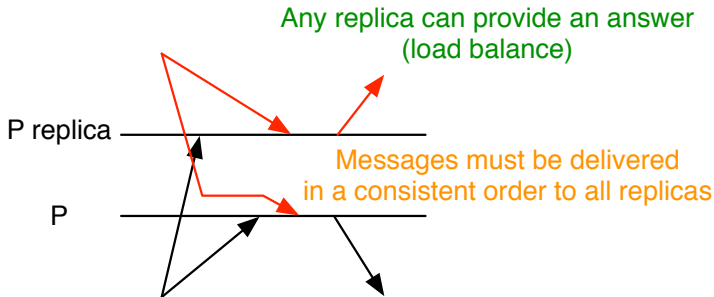 Any replica can provide an answer
(load balance)
P replica
Messages must be delivered
in a consistent order to all replicas
P